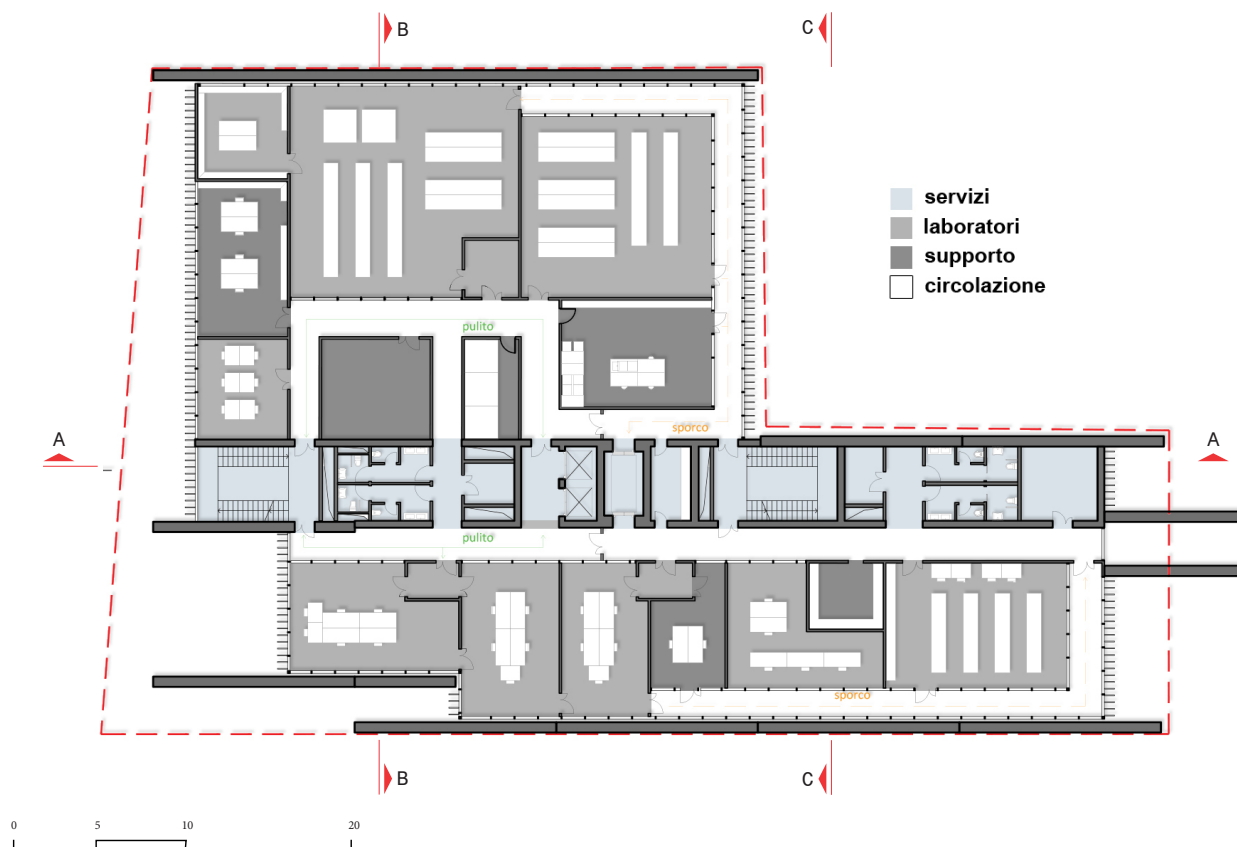 B
C
servizi
laboratori
supporto
circolazione
pulito
sporco
A
A
pulito
sporco
B
C
0
5
10
20